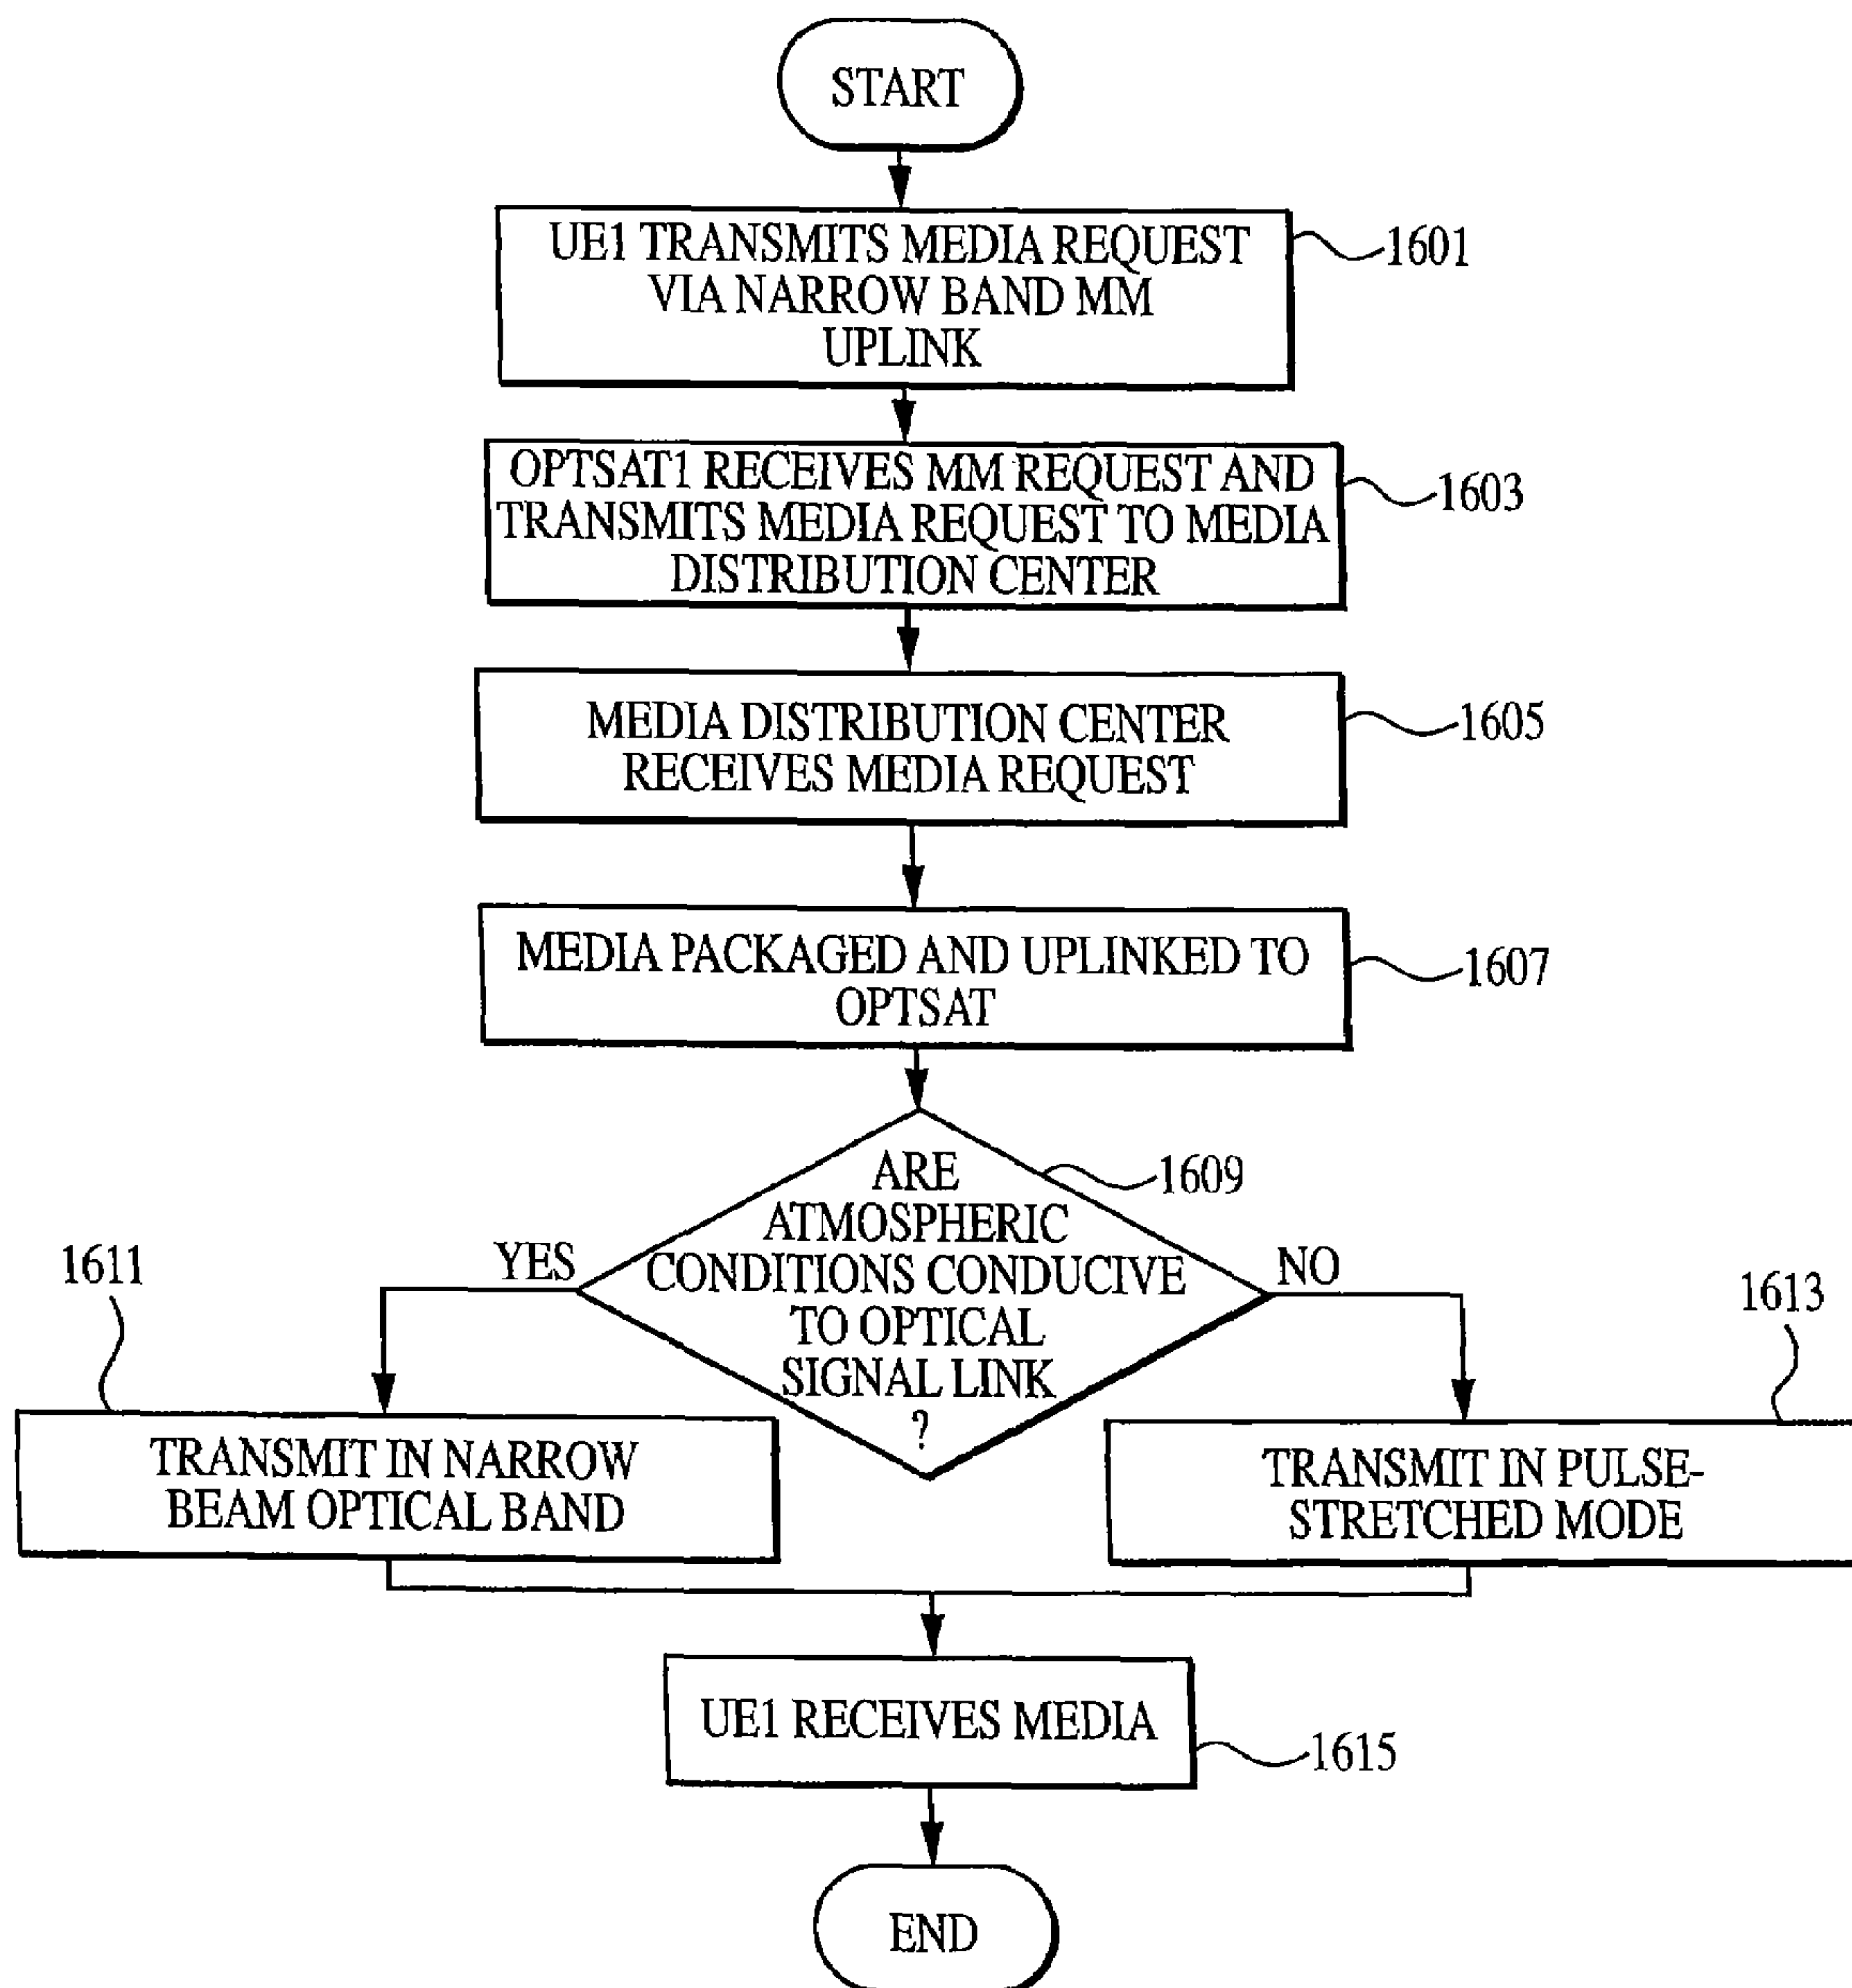 START
UE1 TRANSMITS MEDIA REQUEST
VIA NARROW BAND MM
UPLINK
1601
OPTSAT1 RECEIVES MM REQUEST AND
TRANSMITS MEDIA REQUEST TO MEDIA
DISTRIBUTION CENTER
1603
MEDIA DISTRIBUTION CENTER
RECEIVES MEDIA REQUEST
1605
MEDIA PACKAGED AND UPLINKED TO
OPTSAT
1607
ARE
ATMOSPHERIC
CONDITIONS CONDUCIVE
TO OPTICAL
SIGNAL LINK
?
1609
YES
NO
1611
TRANSMIT IN NARROW
BEAM OPTICAL BAND
1613
TRANSMIT IN PULSE-
STRETCHED MODE
UE1 RECEIVES MEDIA
1615
END